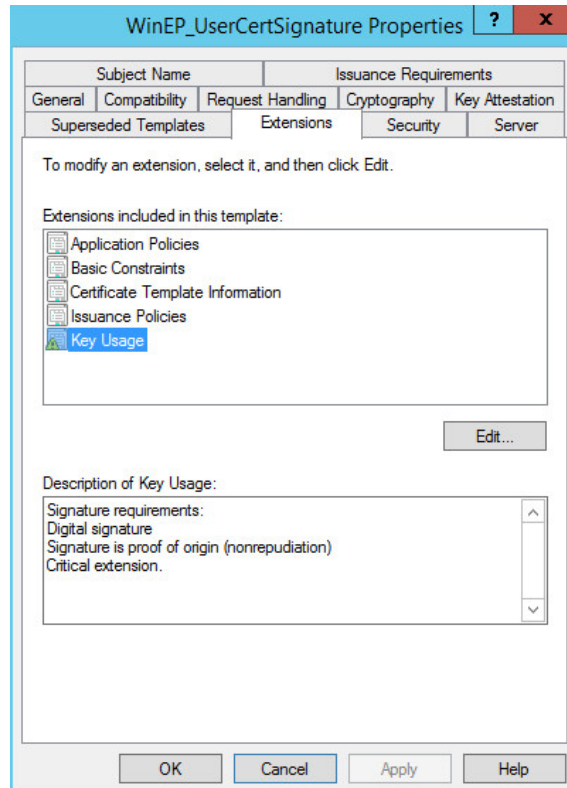 WinEP_UserCertSignature Properties
?
x
Subject Name
Issuance Requirements
General
Compatibility
Request Handling
Cryptography
Key Attestation
Superseded Templates
Extensions
Security
Server
To modify an extension, select it, and then click Edit.
Extensions included in this template:
Application Policies
Basic Constraints
Certificate Template Information
Issuance Policies
Key Usage
Edit...
Description of Key Usage:
Signature requirements:
Digital signature
Signature is proof of origin (nonrepudiation)
Critical extension.
OK
Cancel
Apply
Help